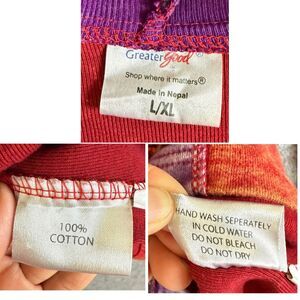 GreaterGood
Shop where it matters®
Made in Nepal
L/XL
100%
COTTON
HAND WASH SEPERATELY
IN COLD WATER
DO NOT BLEACH
DO NOT DRY